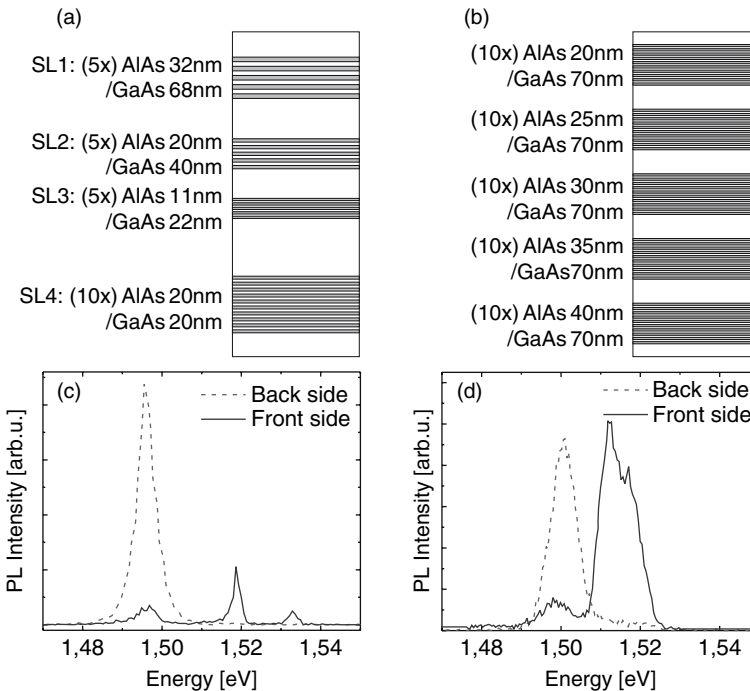 (a)
SL1: (5x) AlAs 32nm
/GaAs 68nm
SL2: (5x) AlAs 20nm
/GaAs 40nm
SL3: (5x) AlAs 11nm
/GaAs 22nm
SL4: (10x) AlAs 20nm
/GaAs 20nm
(b)
(10x) AlAs 20nm
/GaAs 70nm
(10x) AlAs 25nm
/GaAs 70nm
(10x) AlAs 30nm
/GaAs 70nm
(10x) AlAs 35nm
/GaAs70nm
(10x) AlAs 40nm
/GaAs 70nm
(c)
Back side
Front side
PL Intensity [arb.u.]
1,48 1,50 1,52 1,54
Energy [eV]
(d)
Back side
Front side
PL Intensity [arb.u.]
1,48 1,50 1,52 1,54
Energy [eV]